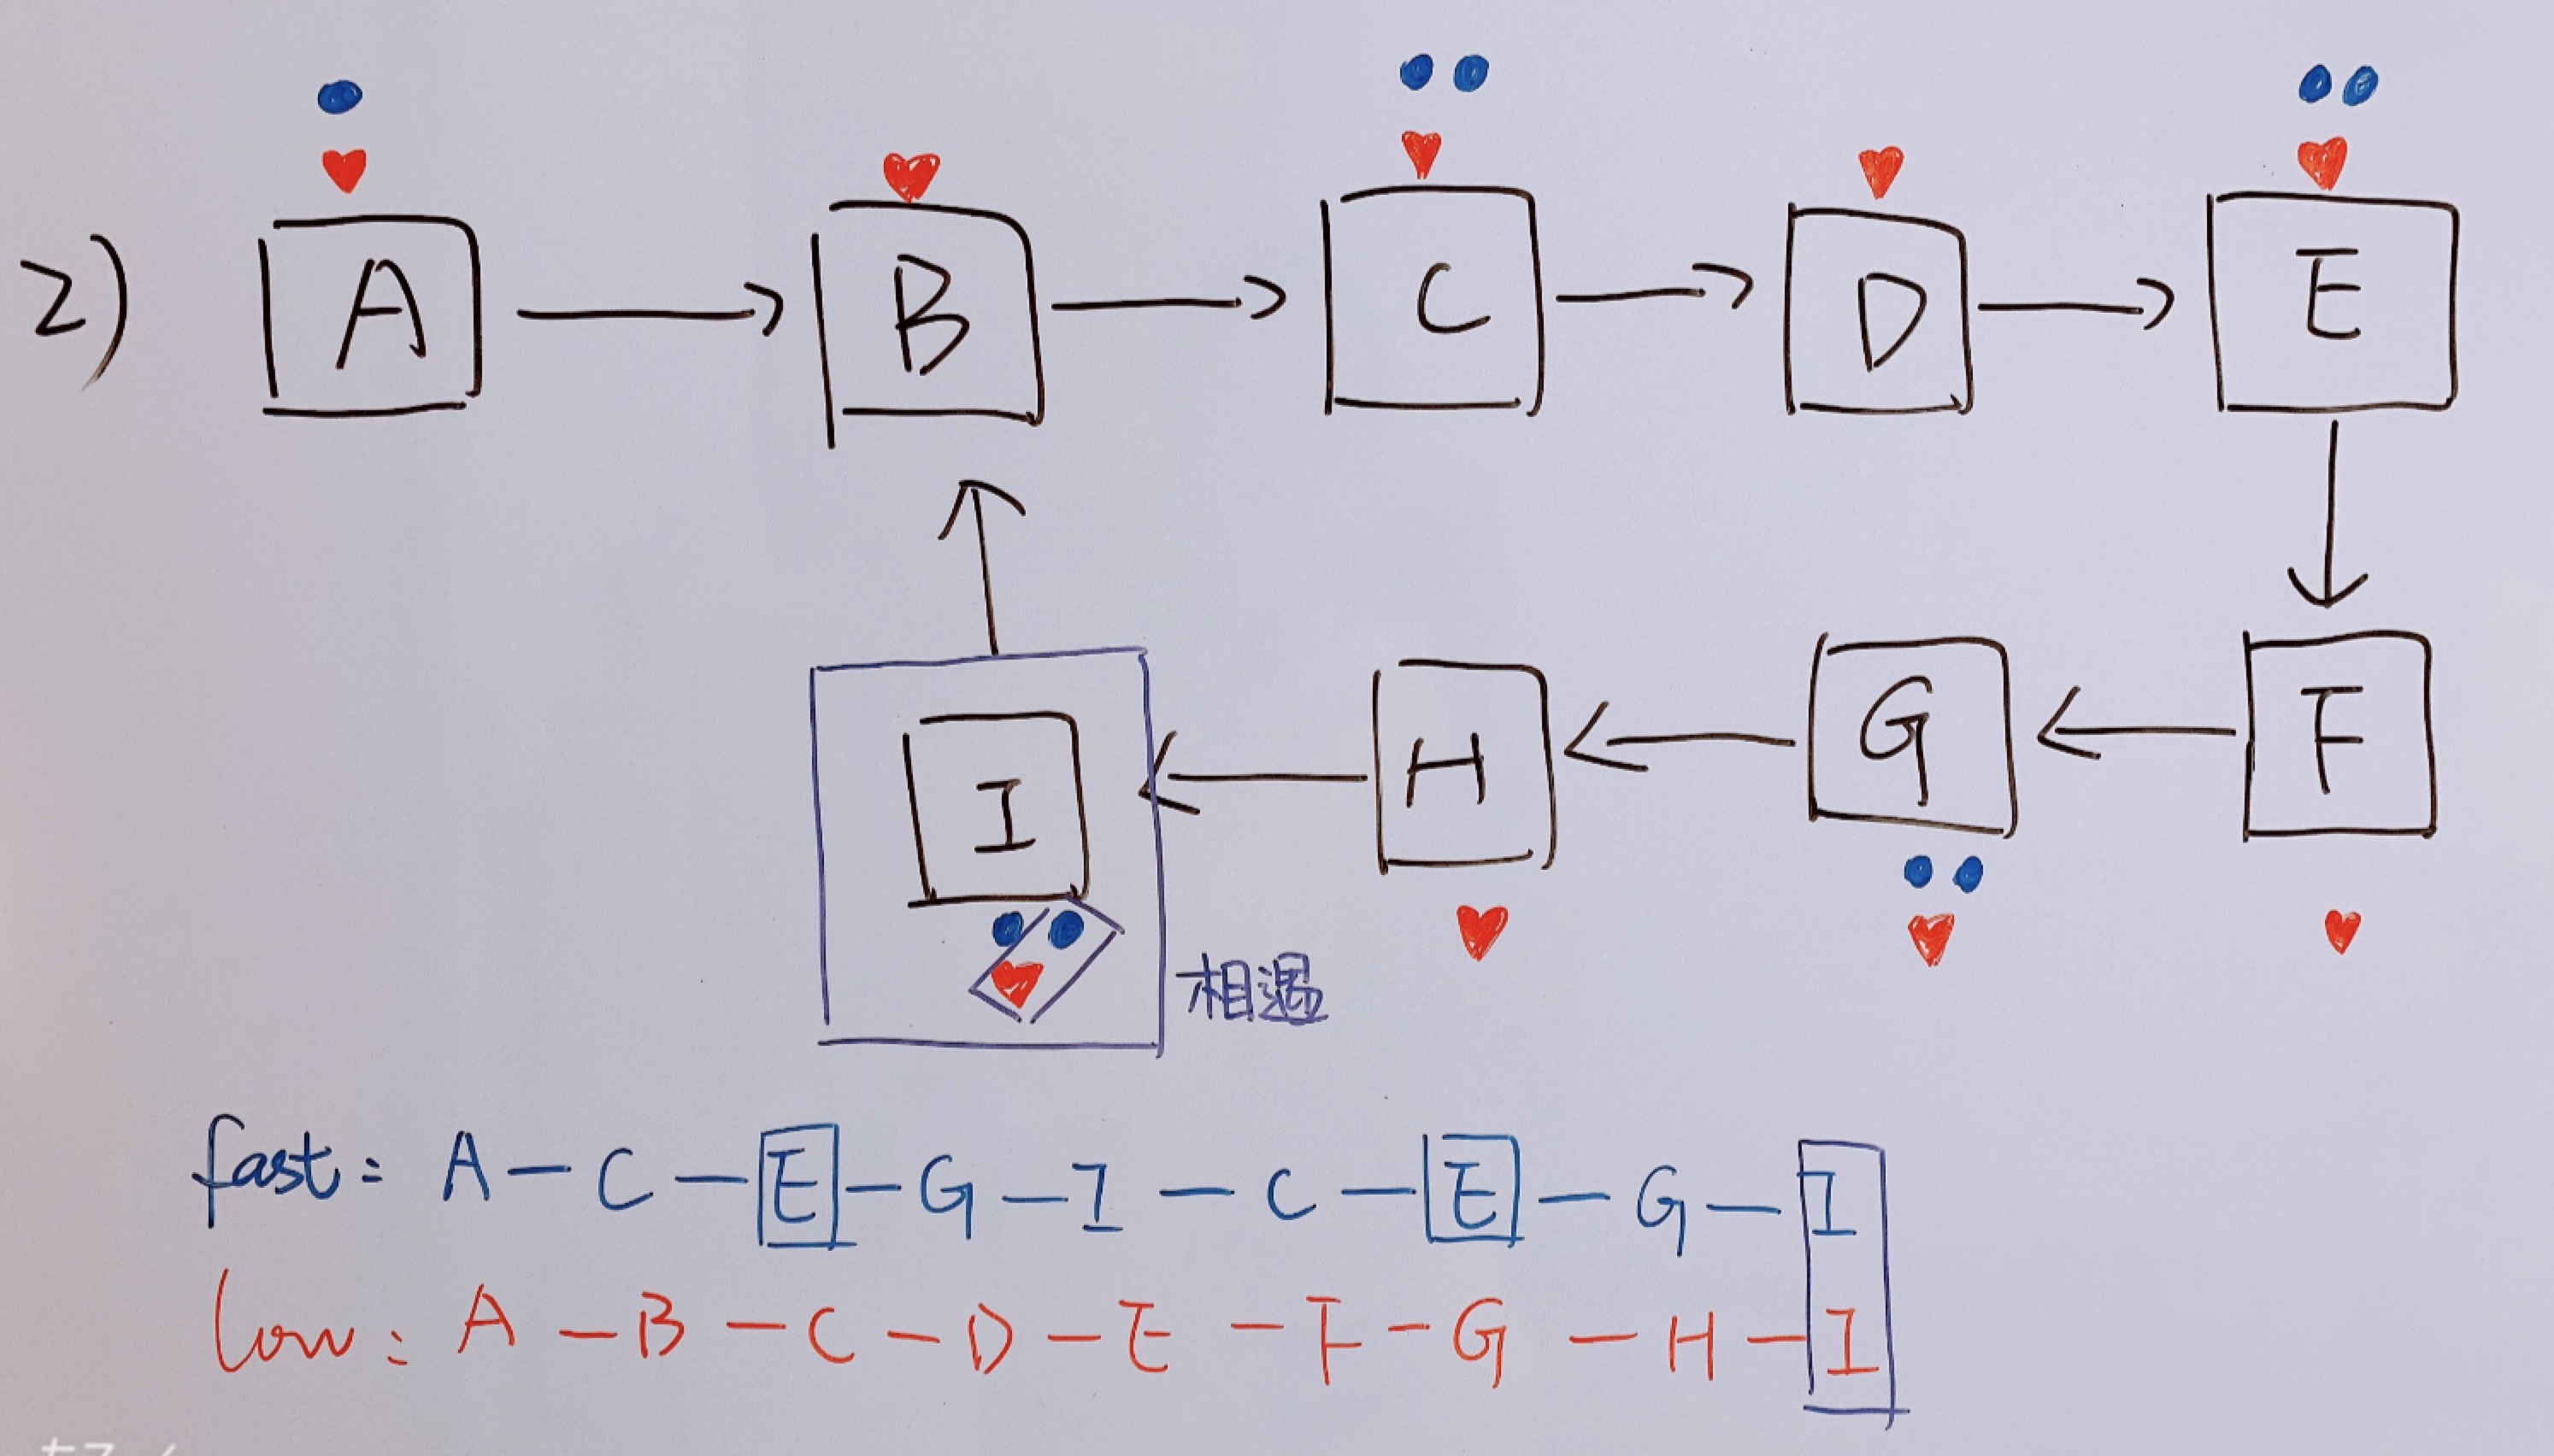 2) A B C D E
I H G F
相遇
fast: A — C — E — G — I — C — E — G — I
low: A — B — C — D — E — F — G — H — I